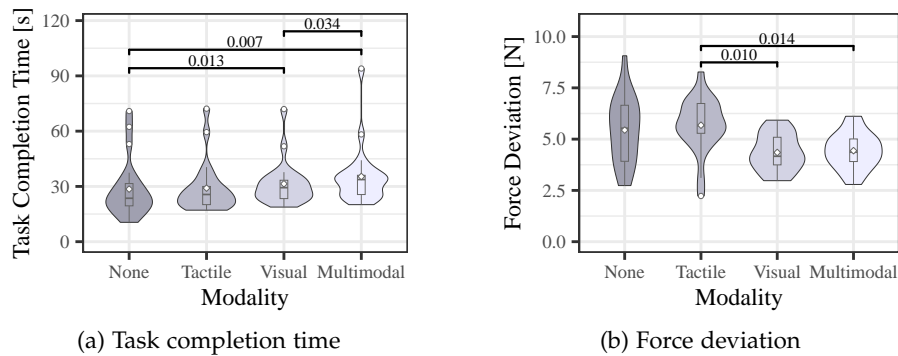 Task Completion Time [s]
120
90
60
30
0
0.034
0.007
0.013
None Tactile Visual Multimodal
Modality
(a) Task completion time
Force Deviation [N]
10.0
7.5
5.0
2.5
0.0
0.014
0.010
None Tactile Visual Multimodal
Modality
(b) Force deviation